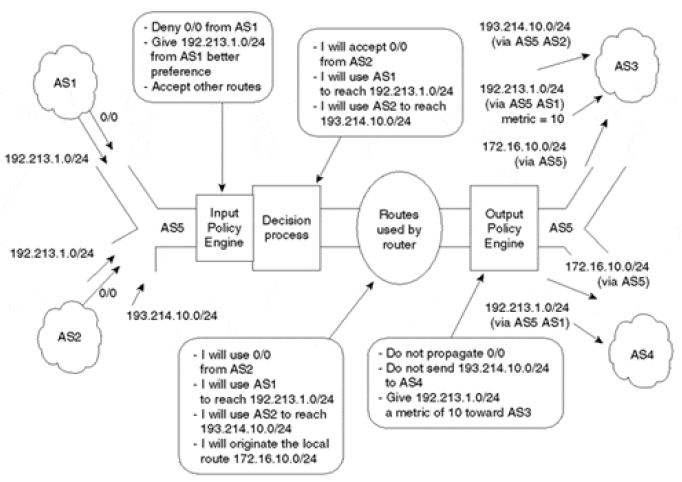 - Deny 0/0 from AS1
- Give 192.213.1.0/24
from AS1 better
preference
- Accept other routes
- I will accept 0/0
from AS2
- I will use AS1
to reach 192.213.1.0/24
- I will use AS2 to reach
193.214.10.0/24
193.214.10.0/24
(via AS5 AS2)
AS3
192.213.1.0/24
(via AS5 AS1)
metric = 10
172.16.10.0/24
(via AS5)
AS1
0/0
192.213.1.0/24
AS5
Input
Policy
Engine
Decision
process
Routes
used by
router
Output
Policy
Engine
AS5
192.213.1.0/24
0/0
AS2
193.214.10.0/24
172.16.10.0/24
(via AS5)
192.213.1.0/24
(via AS5 AS1)
AS4
- I will use 0/0
from AS2
- I will use AS1
to reach 192.213.1.0/24
- I will use AS2 to reach
193.214.10.0/24
- I will originate the local
route 172.16.10.0/24
- Do not propagate 0/0
- Do not send 193.214.10.0/24
to AS4
- Give 192.213.1.0/24
a metric of 10 toward AS3